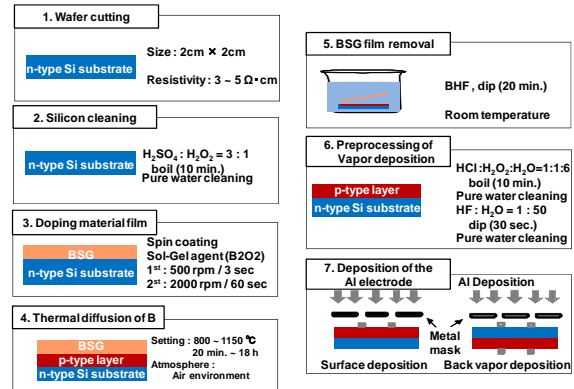 1. Wafer cutting
n-type Si substrate
Size : 2cm × 2cm
Resistivity : 3 ~ 5 Ω・cm
2. Silicon cleaning
n-type Si substrate
H₂SO₄ : H₂O₂ = 3 : 1
boil (10 min.)
Pure water cleaning
3. Doping material film
BSG
n-type Si substrate
Spin coating
Sol-Gel agent (B2O2)
1st : 500 rpm / 3 sec
2st : 2000 rpm / 60 sec
4. Thermal diffusion of B
BSG
p-type layer
n-type Si substrate
Setting : 800 ~ 1150 ℃
20 min. ~ 18 h
Atmosphere :
Air environment
5. BSG film removal
BHF , dip (20 min.)
Room temperature
6. Preprocessing of
Vapor deposition
p-type layer
n-type Si substrate
HCl :H₂O₂:H₂O=1:1:6
boil (10 min.)
Pure water cleaning
HF : H₂O = 1 : 50
dip (30 sec.)
Pure water cleaning
7. Deposition of the
Al electrode
Al Deposition
Metal
mask
Surface deposition
Back vapor deposition